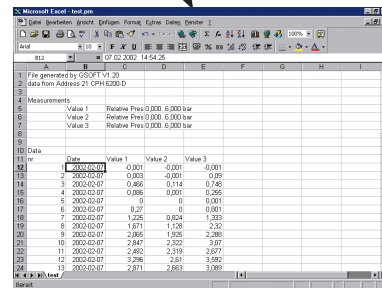 Microsoft Excel - test.prn
Datei Bearbeiten Ansicht Einfügen Format Extras Daten Fenster ?
100%
Arial 10 F K U
B12 = 07.02.2002 14:54:25
A B C D E F G H I
1 File generated by GSOFT V1.20
2 data from Address 21 CPH 6200-D
3
4 Measurements
5 Value 1 Relative Pres 0,000..6,000 bar
6 Value 2 Relative Pres 0,000..6,000 bar
7 Value 3 Relative Pres 0,000..6,000 bar
8
9
10 Data
11 nr Date Value 1 Value 2 Value 3
12 1 2002-02-07 -0,001 -0,001 -0,001
13 2 2002-02-07 0,003 -0,001 0,09
14 3 2002-02-07 0,466 0,114 0,748
15 4 2002-02-07 0,086 0,001 0,255
16 5 2002-02-07 0 0 0,001
17 6 2002-02-07 0,27 0 0,801
18 7 2002-02-07 1,225 0,824 1,333
19 8 2002-02-07 1,671 1,128 2,32
20 9 2002-02-07 2,065 1,925 2,288
21 10 2002-02-07 2,847 2,322 3,07
22 11 2002-02-07 2,492 2,319 2,677
23 12 2002-02-07 3,296 2,61 3,592
24 13 2002-02-07 2,871 2,663 3,089
test
Bereit